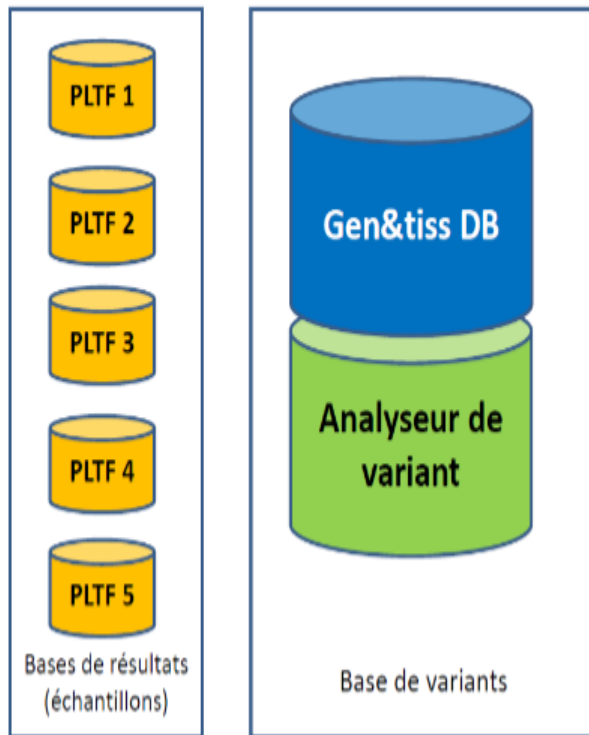 PLTF 1
PLTF 2
PLTF 3
PLTF 4
PLTF 5
Bases de résultats
(échantillons)
Gen&tiss DB
Analyseur de
variant
Base de variants